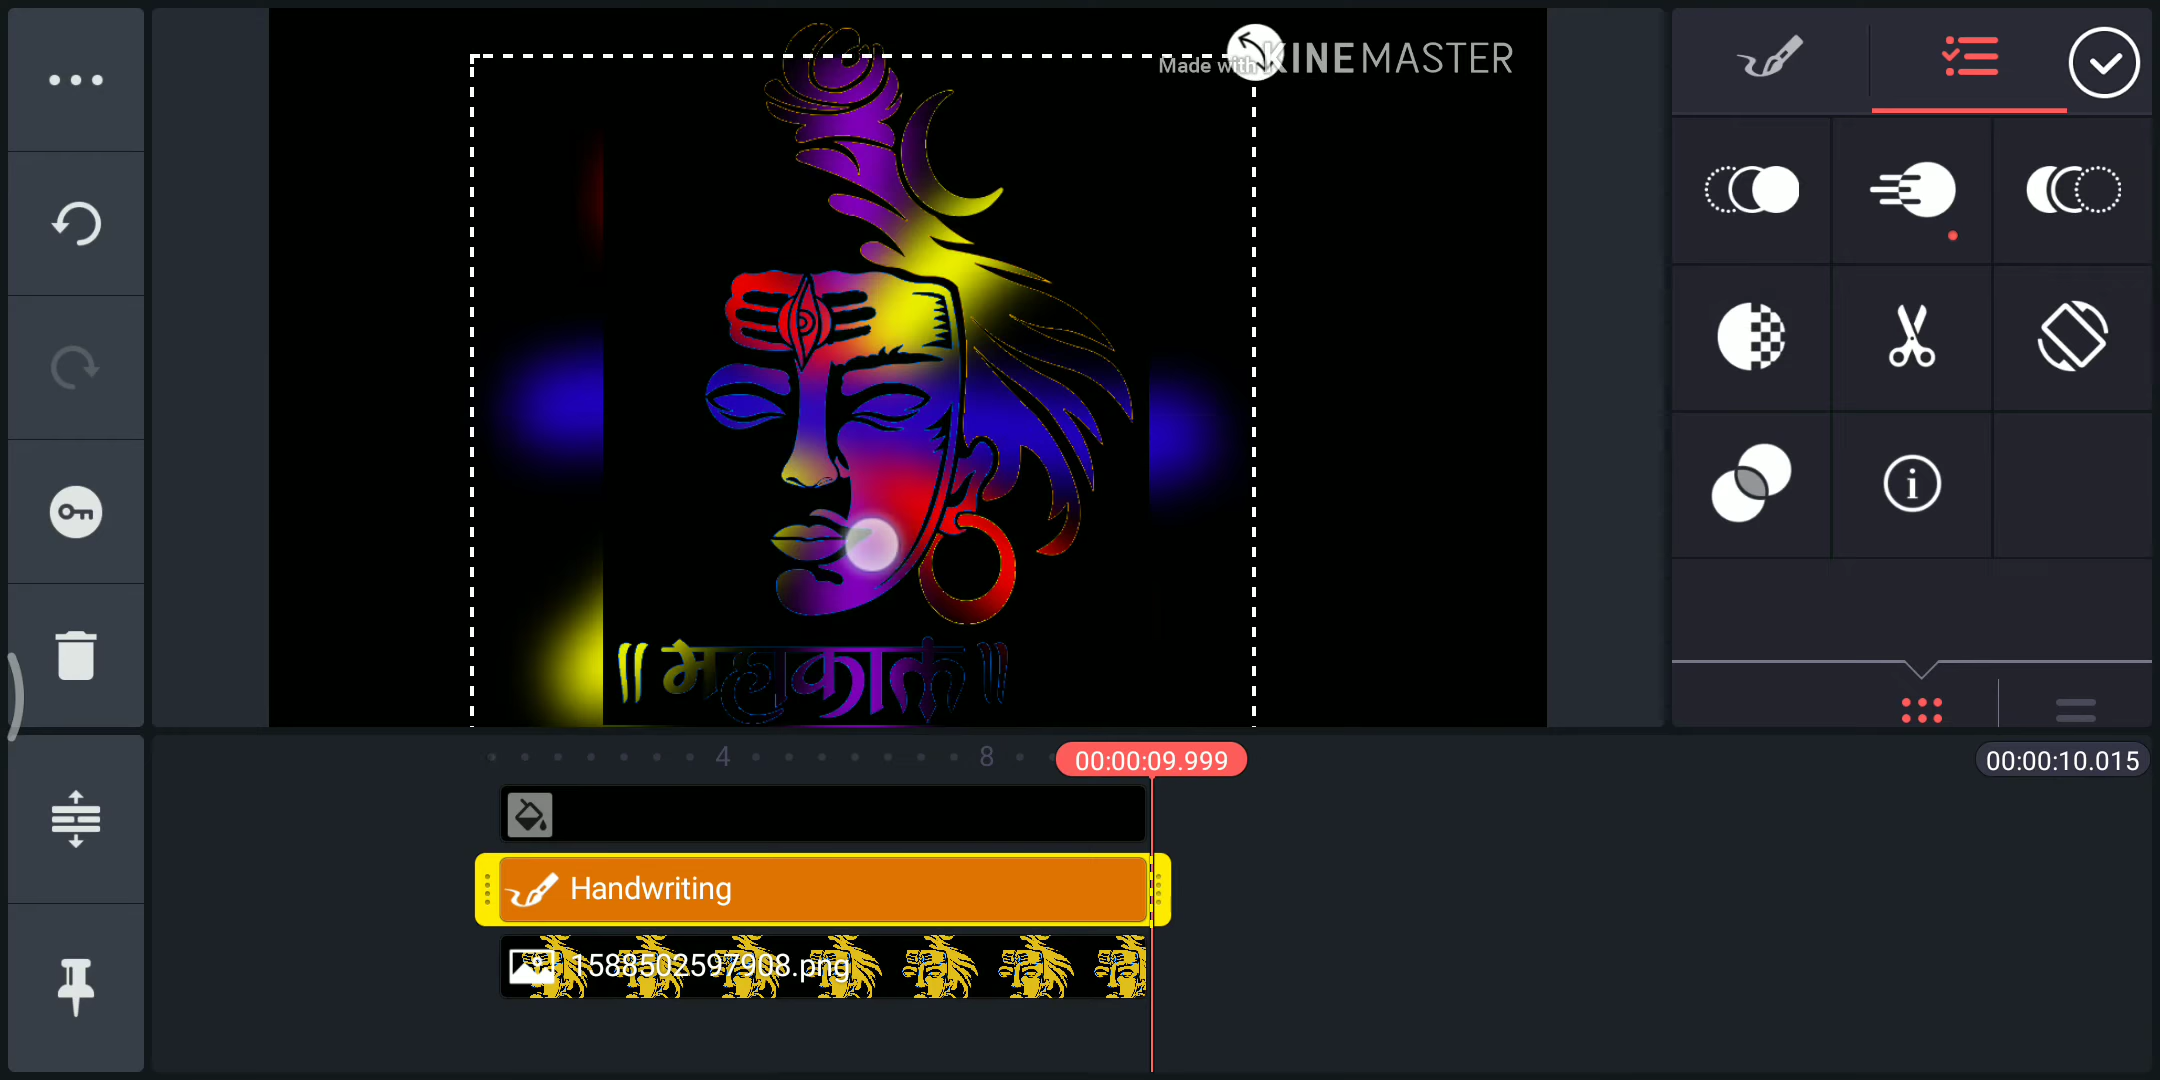 Made with KINEMASTER
|| महाकाल ||
4 8 00:00:09.999 00:00:10.015
Handwriting
1588502597908.png